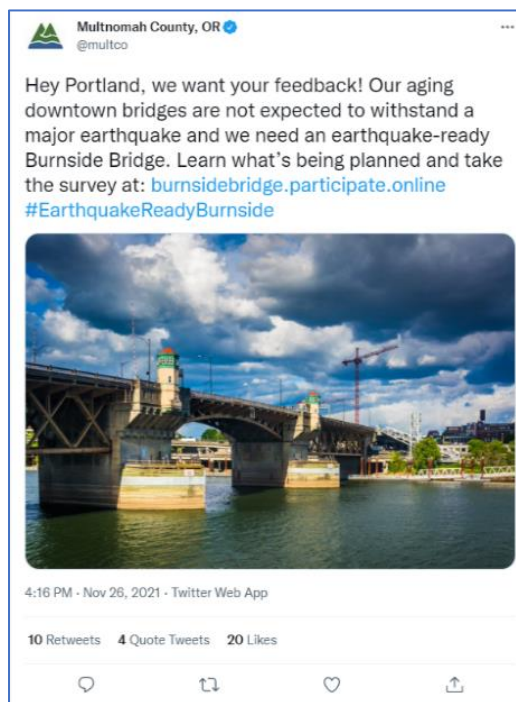 Multnomah County, OR
@multco
Hey Portland, we want your feedback! Our aging
downtown bridges are not expected to withstand a
major earthquake and we need an earthquake-ready
Burnside Bridge. Learn what's being planned and take
the survey at: burnsidebridge.participate.online
#EarthquakeReadyBurnside
4:16 PM · Nov 26, 2021 · Twitter Web App
10 Retweets 4 Quote Tweets 20 Likes